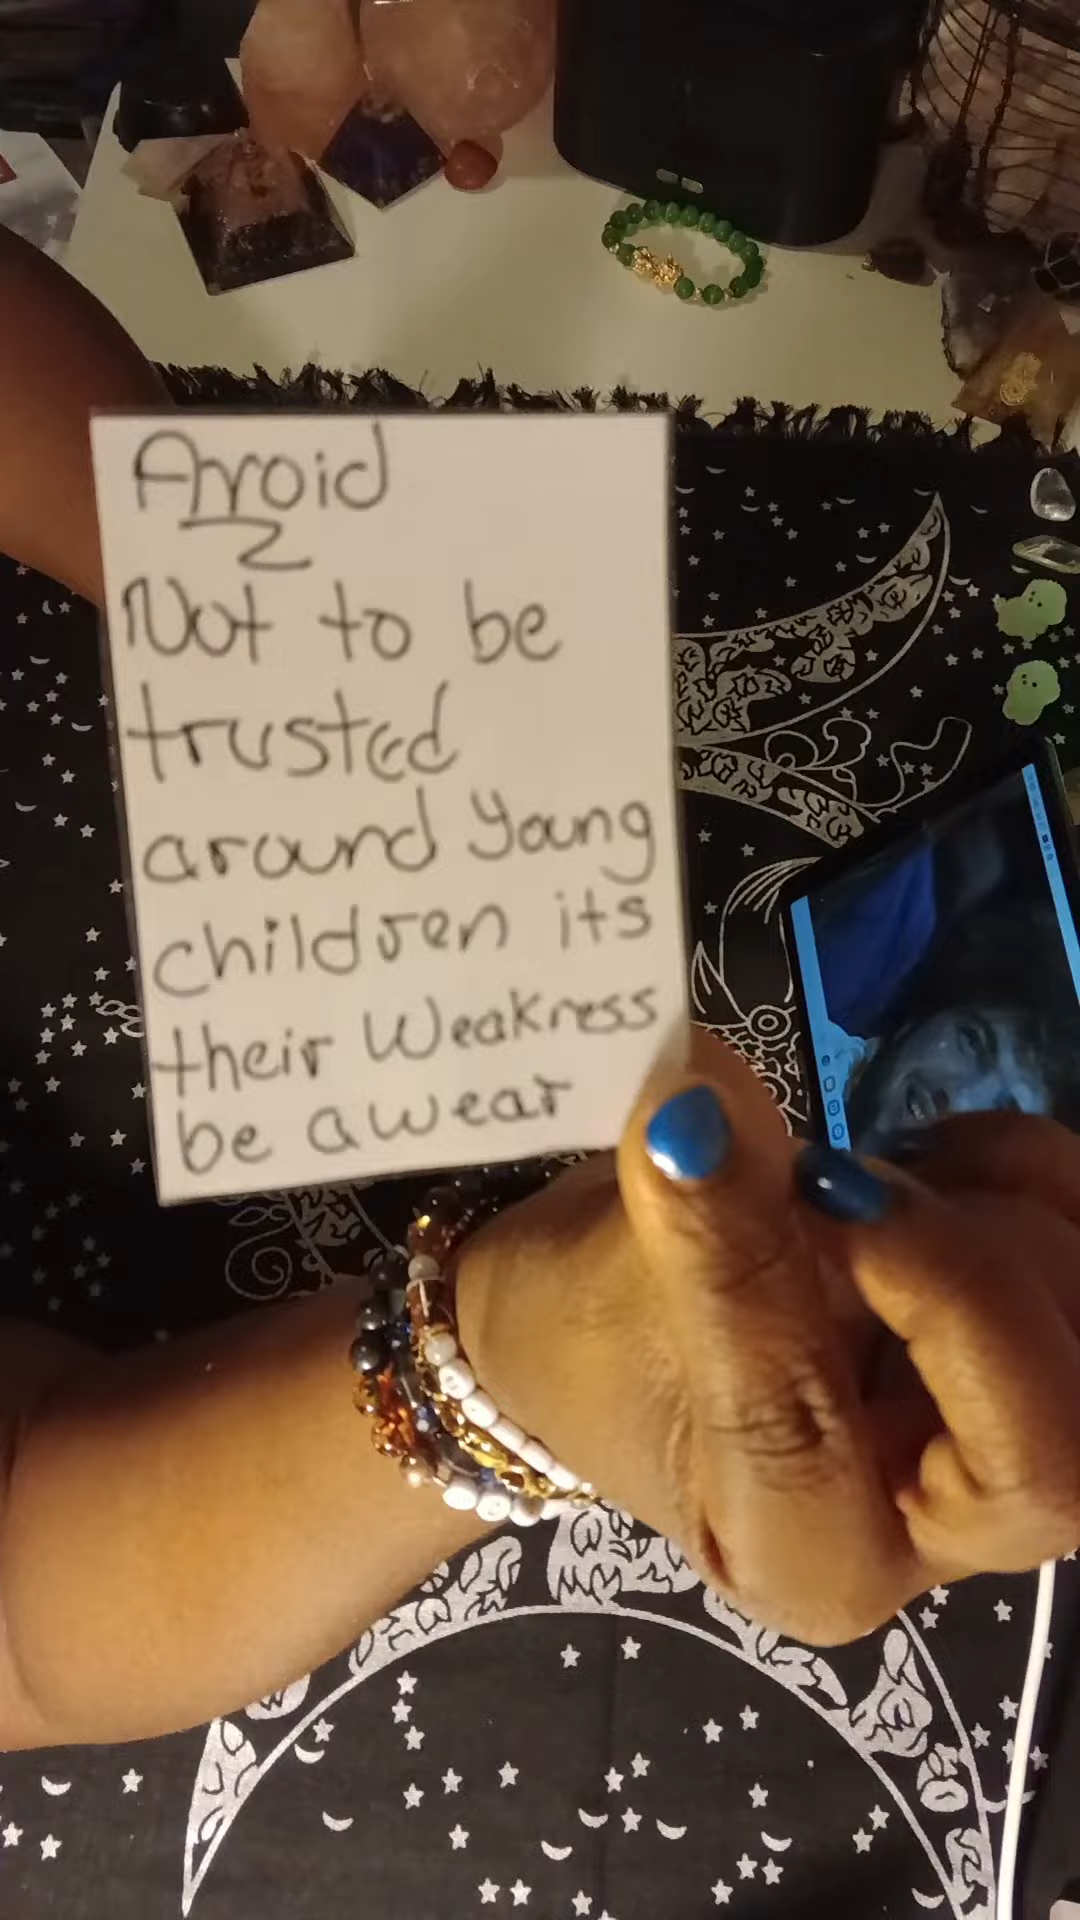 Avoid
Not to be
trusted
around young
children its
their Weakness
be awear